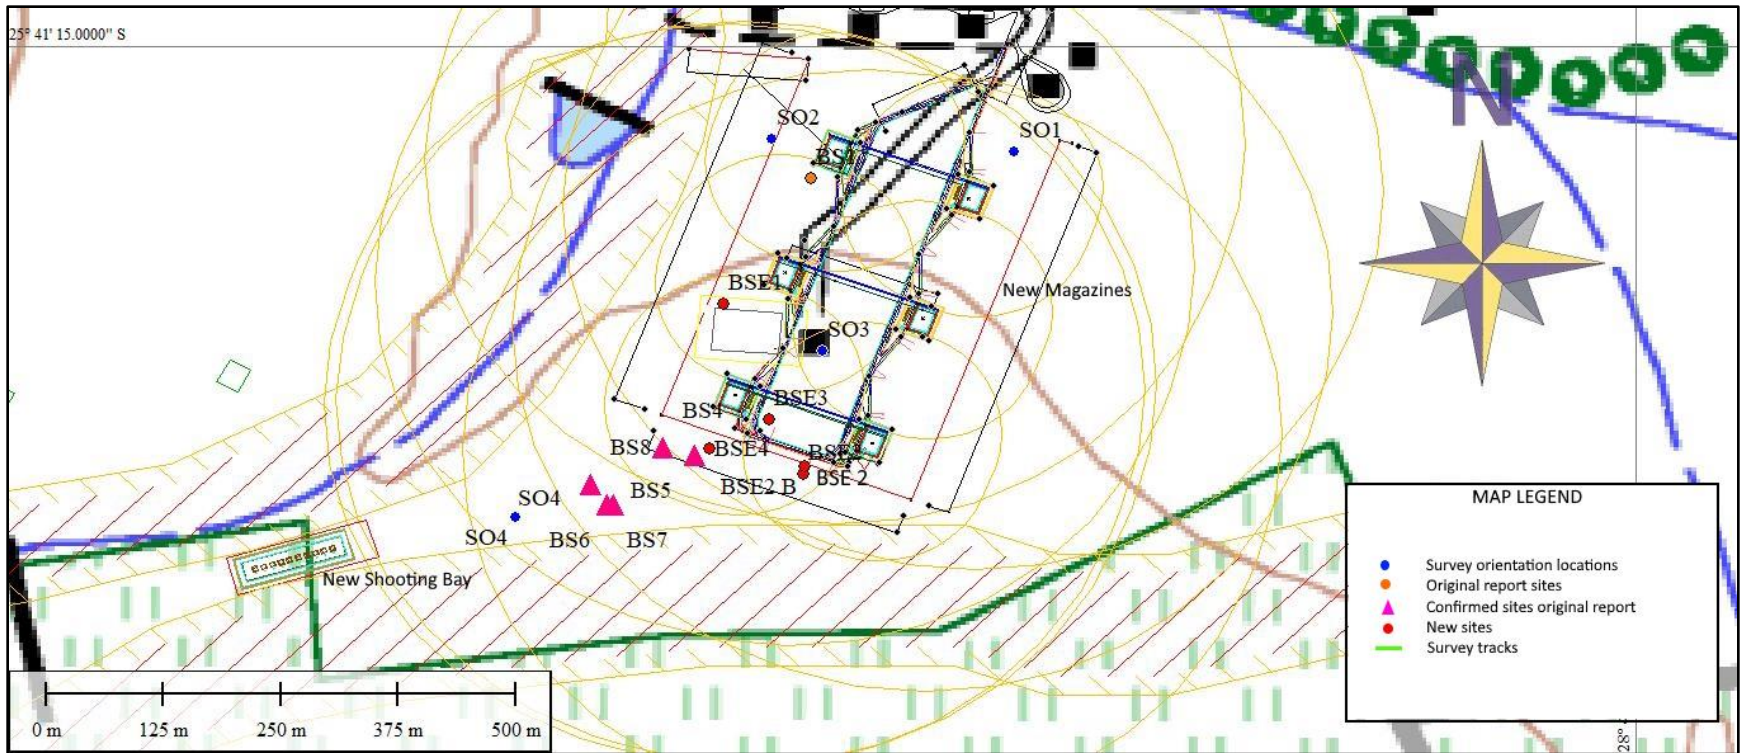 25° 41' 15.0000" S
N
SO2
SO1
BS1
BSE1
New Magazines
SO3
BSE3
BS4
BS8
BSE4
BSE 2
BSE2 B
BS5
SO4
SO4
BS6
BS7
New Shooting Bay
MAP LEGEND
Survey orientation locations
Original report sites
Confirmed sites original report
New sites
Survey tracks
0 m
125 m
250 m
375 m
500 m
28°